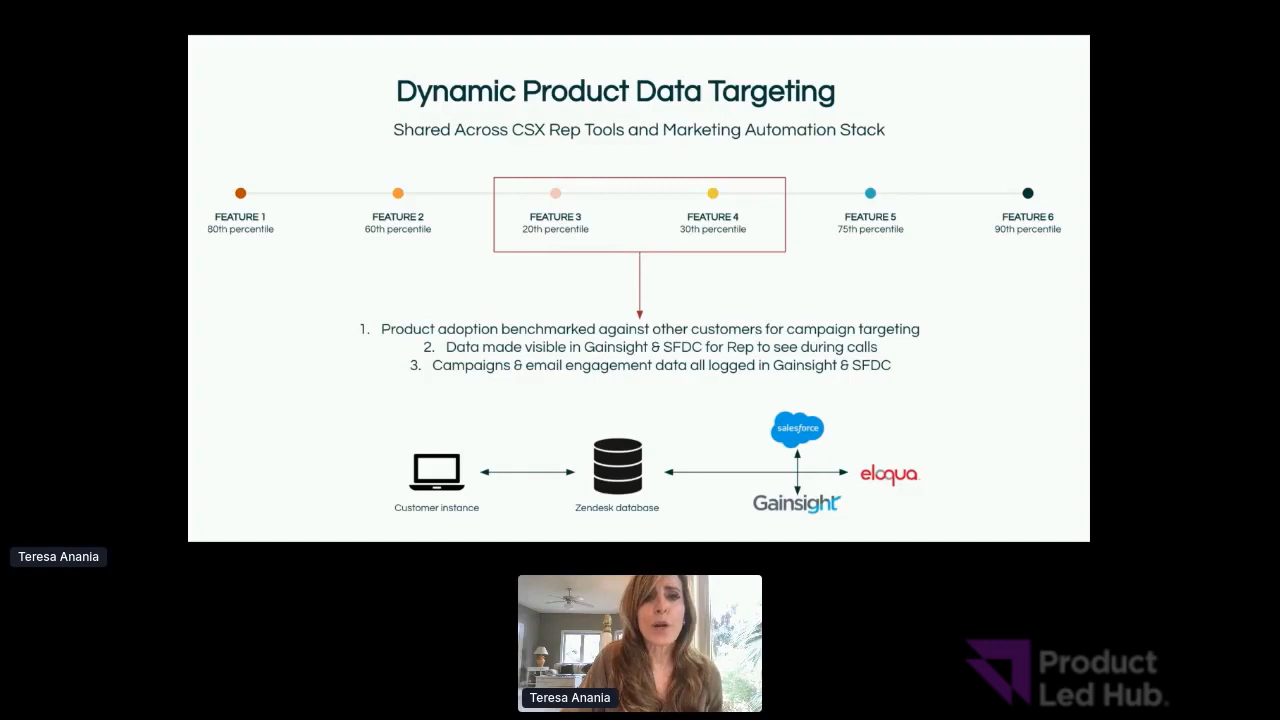 Dynamic Product Data Targeting
Shared Across CSX Rep Tools and Marketing Automation Stack
FEATURE 1
80th percentile
FEATURE 2
60th percentile
FEATURE 3
20th percentile
FEATURE 4
30th percentile
FEATURE 5
75th percentile
FEATURE 6
90th percentile
1. Product adoption benchmarked against other customers for campaign targeting
2. Data made visible in Gainsight & SFDC for Rep to see during calls
3. Campaigns & email engagement data all logged in Gainsight & SFDC
Customer instance
Zendesk database
salesforce
eloqua
Gainsight
Teresa Anania
Teresa Anania
Product
Led Hub.